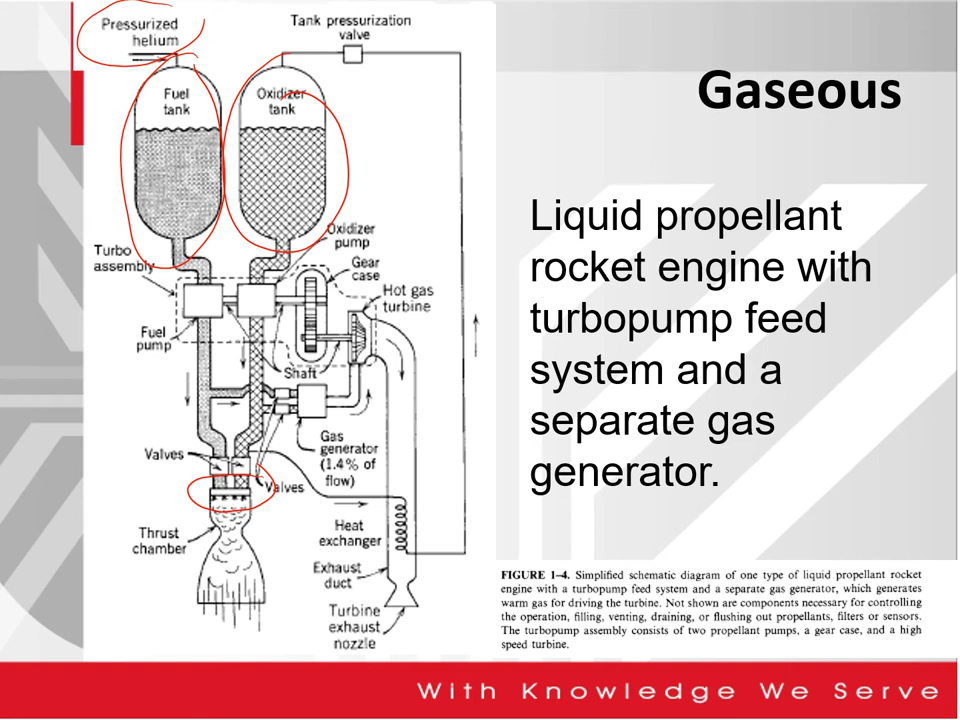 Pressurized
helium
Tank pressurization
valve
Fuel
tank
Oxidizer
tank
Oxidizer
pump
Turbo
assembly
Gear
case
Hot gas
turbine
Fuel
pump
Shaft
Gas
generator
(1.4% of
flow)
Valves
Valves
Thrust
chamber
Heat
exchanger
Exhaust
duct
Turbine
exhaust
nozzle
Gaseous
Liquid propellant
rocket engine with
turbopump feed
system and a
separate gas
generator.
FIGURE 1–4. Simplified schematic diagram of one type of liquid propellant rocket
engine with a turbopump feed system and a separate gas generator, which generates
warm gas for driving the turbine. Not shown are components necessary for controlling
the operation, filling, venting, draining, or flushing out propellants, filters or sensors.
The turbopump assembly consists of two propellant pumps, a gear case, and a high
speed turbine.
With Knowledge We Serve